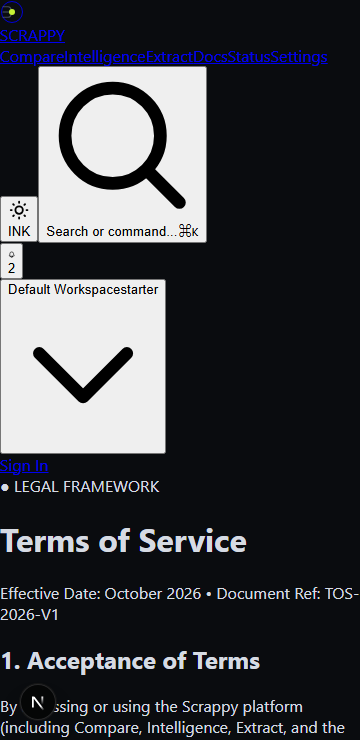 SCRAPPY
CompareIntelligenceExtractDocsStatusSettings
INK
Search or command...⌘K
2
Default Workspacestarter
Sign In
● LEGAL FRAMEWORK
Terms of Service
Effective Date: October 2026 • Document Ref: TOS-
2026-V1
1. Acceptance of Terms
By ssing or using the Scrappy platform
N
(including Compare, Intelligence, Extract, and the